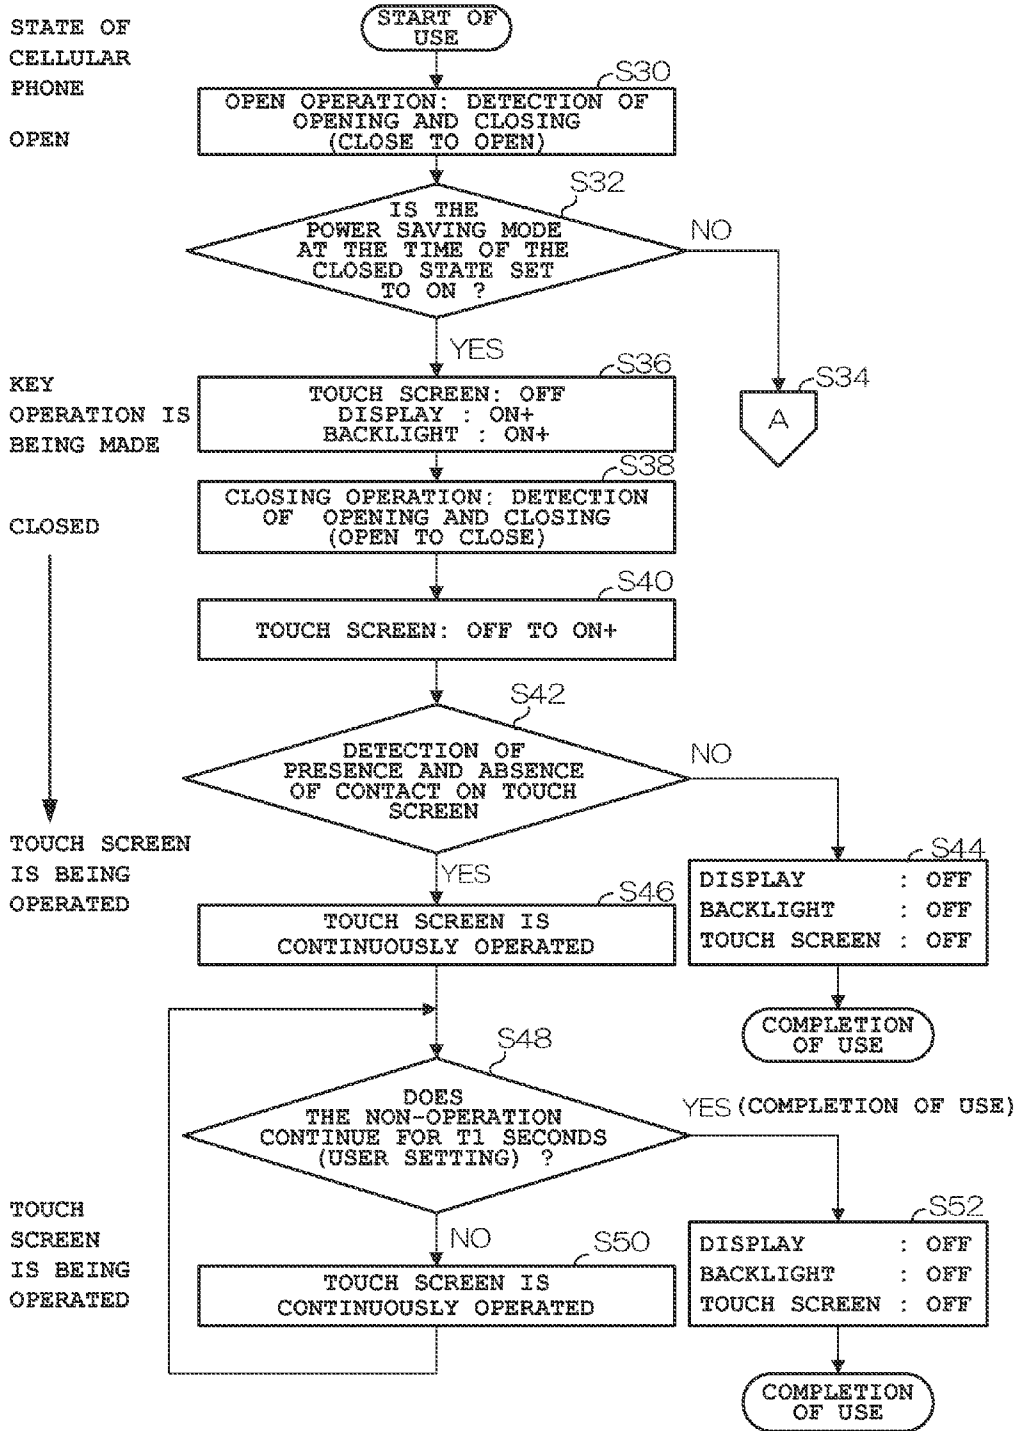 STATE OF
CELLULAR
PHONE
OPEN
START OF
USE
S30
OPEN OPERATION: DETECTION OF
OPENING AND CLOSING
(CLOSE TO OPEN)
S32
IS THE
POWER SAVING MODE
AT THE TIME OF THE
CLOSED STATE SET
TO ON ?
NO
YES
S34
A
KEY
OPERATION IS
BEING MADE
S36
TOUCH SCREEN: OFF
DISPLAY : ON+
BACKLIGHT : ON+
CLOSED
S38
CLOSING OPERATION: DETECTION
OF OPENING AND CLOSING
(OPEN TO CLOSE)
S40
TOUCH SCREEN: OFF TO ON+
S42
DETECTION OF
PRESENCE AND ABSENCE
OF CONTACT ON TOUCH
SCREEN
NO
YES
S44
DISPLAY : OFF
BACKLIGHT : OFF
TOUCH SCREEN : OFF
COMPLETION
OF USE
TOUCH SCREEN
IS BEING
OPERATED
S46
TOUCH SCREEN IS
CONTINUOUSLY OPERATED
S48
DOES
THE NON-OPERATION
CONTINUE FOR T1 SECONDS
(USER SETTING) ?
YES (COMPLETION OF USE)
NO
S52
DISPLAY : OFF
BACKLIGHT : OFF
TOUCH SCREEN : OFF
COMPLETION
OF USE
TOUCH
SCREEN
IS BEING
OPERATED
S50
TOUCH SCREEN IS
CONTINUOUSLY OPERATED